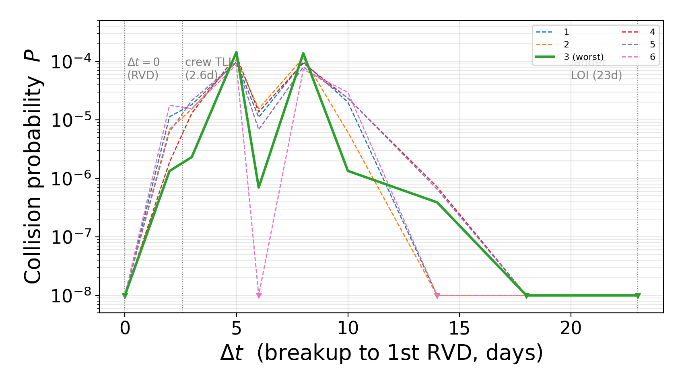 Collision probability P
10⁻⁴
10⁻⁵
10⁻⁶
10⁻⁷
10⁻⁸
Δt = 0
(RVD)
crew TLI
(2.6d)
1
2
3 (worst)
4
5
6
LOI (23d)
0
5
10
15
20
Δt (breakup to 1st RVD, days)